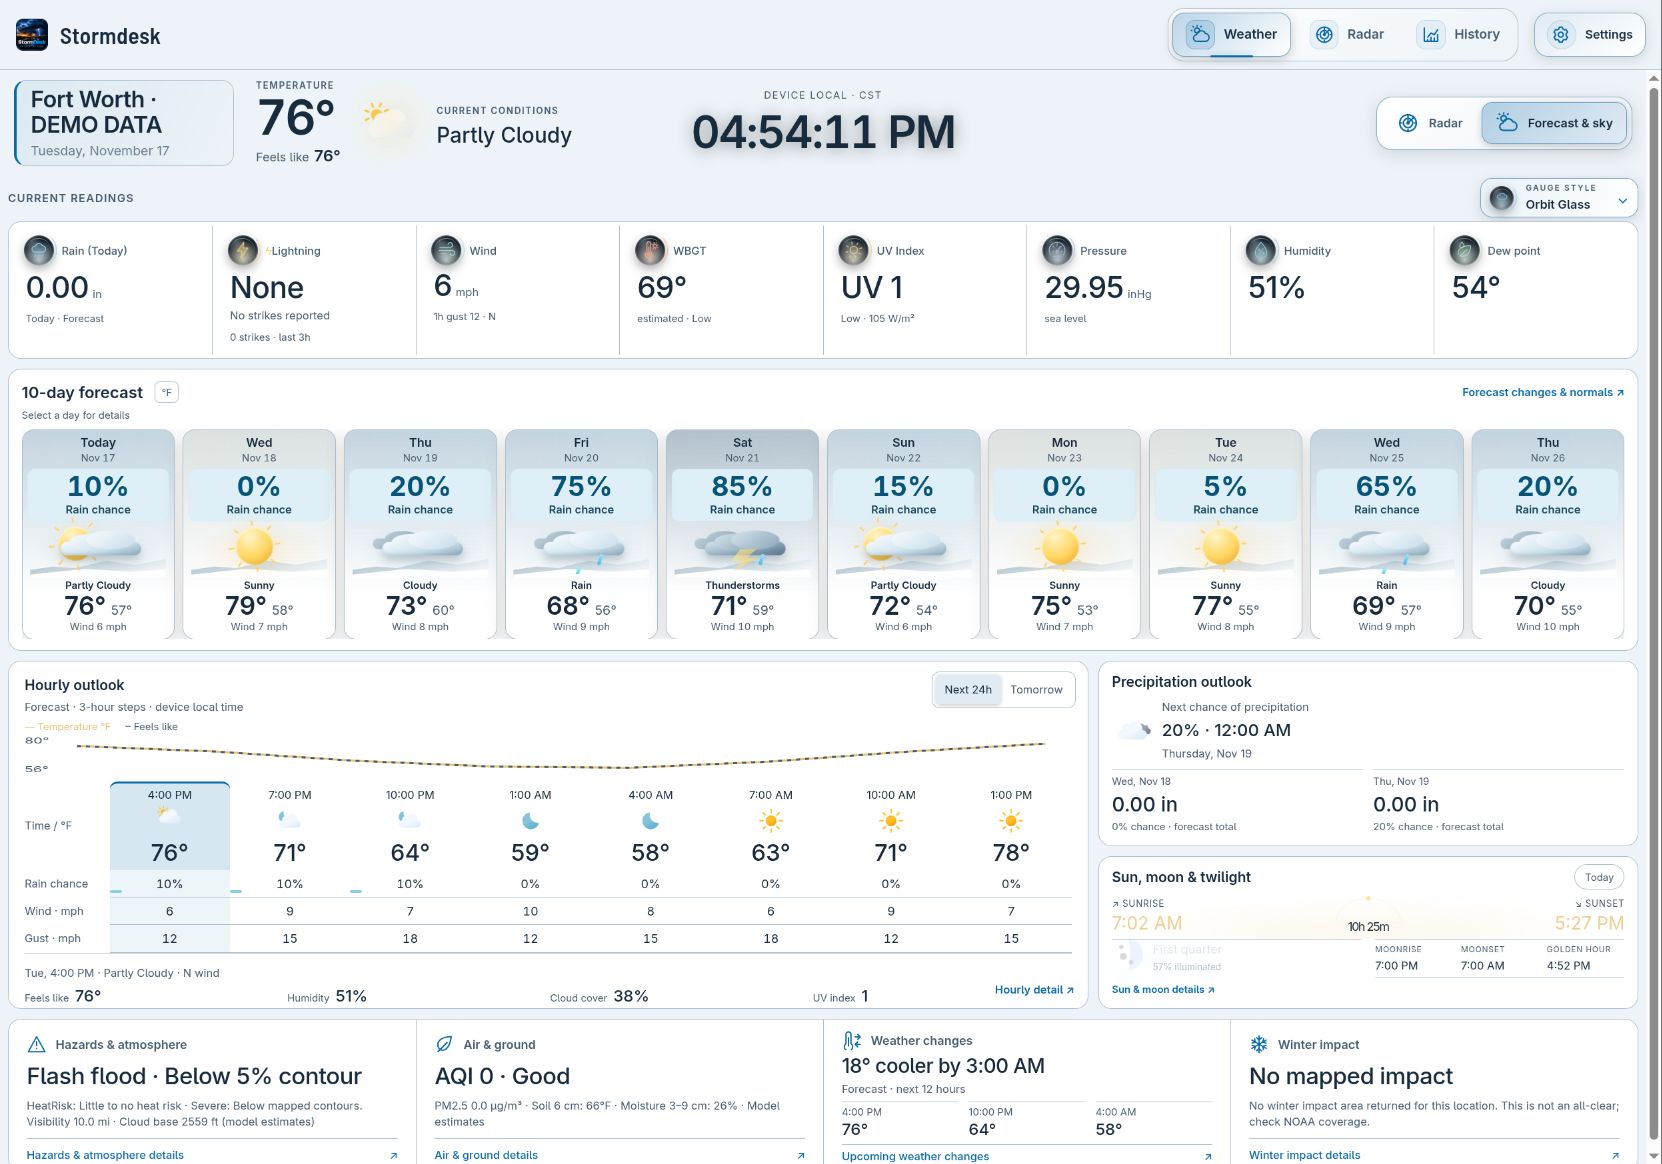 Stormdesk
Weather
Radar
History
Settings
Fort Worth ·
DEMO DATA
Tuesday, November 17
TEMPERATURE
76°
Feels like 76°
CURRENT CONDITIONS
Partly Cloudy
DEVICE LOCAL · CST
04:54:11 PM
Radar
Forecast & sky
CURRENT READINGS
GAUGE STYLE
Orbit Glass
Rain (Today)
0.00 in
Today · Forecast
Lightning
None
No strikes reported
0 strikes · last 3h
Wind
6 mph
1h gust 12 · N
WBGT
69°
estimated · Low
UV Index
UV 1
Low · 105 W/m²
Pressure
29.95 inHg
sea level
Humidity
51%
Dew point
54°
10-day forecast
°F
Forecast changes & normals ↗
Select a day for details
Today
Nov 17
10%
Rain chance
Partly Cloudy
76° 57°
Wind 6 mph
Wed
Nov 18
0%
Rain chance
Sunny
79° 58°
Wind 7 mph
Thu
Nov 19
20%
Rain chance
Cloudy
73° 60°
Wind 8 mph
Fri
Nov 20
75%
Rain chance
Rain
68° 56°
Wind 9 mph
Sat
Nov 21
85%
Rain chance
Thunderstorms
71° 59°
Wind 10 mph
Sun
Nov 22
15%
Rain chance
Partly Cloudy
72° 54°
Wind 6 mph
Mon
Nov 23
0%
Rain chance
Sunny
75° 53°
Wind 7 mph
Tue
Nov 24
5%
Rain chance
Sunny
77° 55°
Wind 8 mph
Wed
Nov 25
65%
Rain chance
Rain
69° 57°
Wind 9 mph
Thu
Nov 26
20%
Rain chance
Cloudy
70° 55°
Wind 10 mph
Hourly outlook
Next 24h
Tomorrow
Forecast · 3-hour steps · device local time
— Temperature °F – Feels like
80°
56°
4:00 PM 7:00 PM 10:00 PM 1:00 AM 4:00 AM 7:00 AM 10:00 AM 1:00 PM
Time / °F
76° 71° 64° 59° 58° 63° 71° 78°
Rain chance 10% 10% 10% 0% 0% 0% 0% 0%
Wind · mph 6 9 7 10 8 6 9 7
Gust · mph 12 15 18 12 15 18 12 15
Tue, 4:00 PM · Partly Cloudy · N wind
Feels like 76° Humidity 51% Cloud cover 38% UV index 1
Hourly detail ↗
Precipitation outlook
Next chance of precipitation
20% · 12:00 AM
Thursday, Nov 19
Wed, Nov 18
0.00 in
0% chance · forecast total
Thu, Nov 19
0.00 in
20% chance · forecast total
Sun, moon & twilight
Today
↗ SUNRISE
7:02 AM
10h 25m
↘ SUNSET
5:27 PM
First quarter
57% illuminated
MOONRISE
7:00 PM
MOONSET
7:00 AM
GOLDEN HOUR
4:52 PM
Sun & moon details ↗
Hazards & atmosphere
Flash flood · Below 5% contour
HeatRisk: Little to no heat risk · Severe: Below mapped contours.
Visibility 10.0 mi · Cloud base 2559 ft (model estimates)
Hazards & atmosphere details ↗
Air & ground
AQI 0 · Good
PM2.5 0.0 µg/m³ · Soil 6 cm: 66°F · Moisture 3–9 cm: 26% · Model
estimates
Air & ground details ↗
Weather changes
18° cooler by 3:00 AM
Forecast · next 12 hours
4:00 PM
76°
10:00 PM
64°
4:00 AM
58°
Upcoming weather changes ↗
Winter impact
No mapped impact
No winter impact area returned for this location. This is not an all-clear;
check NOAA coverage.
Winter impact details ↗